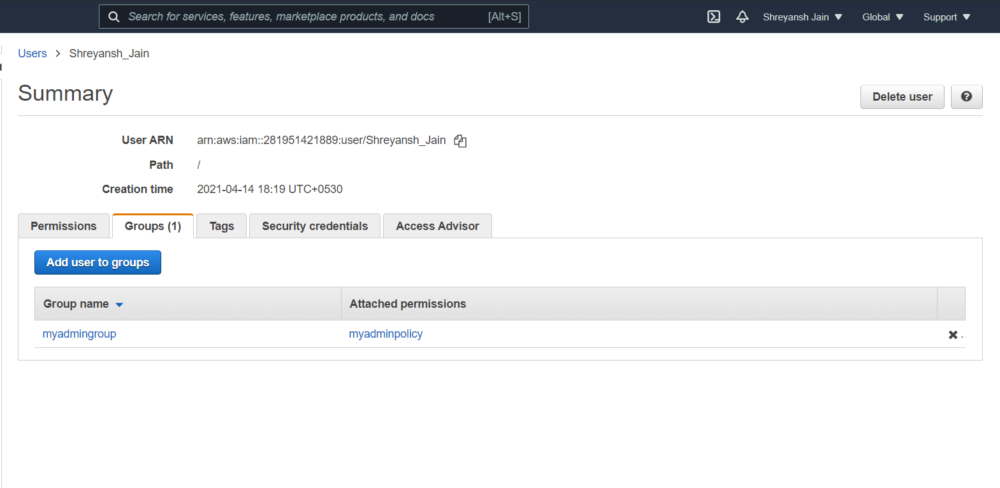 Search for services, features, marketplace products, and docs [Alt+S] Shreyansh Jain Global Support
Users > Shreyansh_Jain
Summary
Delete user
User ARN arn:aws:iam::281951421889:user/Shreyansh_Jain
Path /
Creation time 2021-04-14 18:19 UTC+0530
Permissions Groups (1) Tags Security credentials Access Advisor
Add user to groups
Group name Attached permissions
myadmingroup myadminpolicy